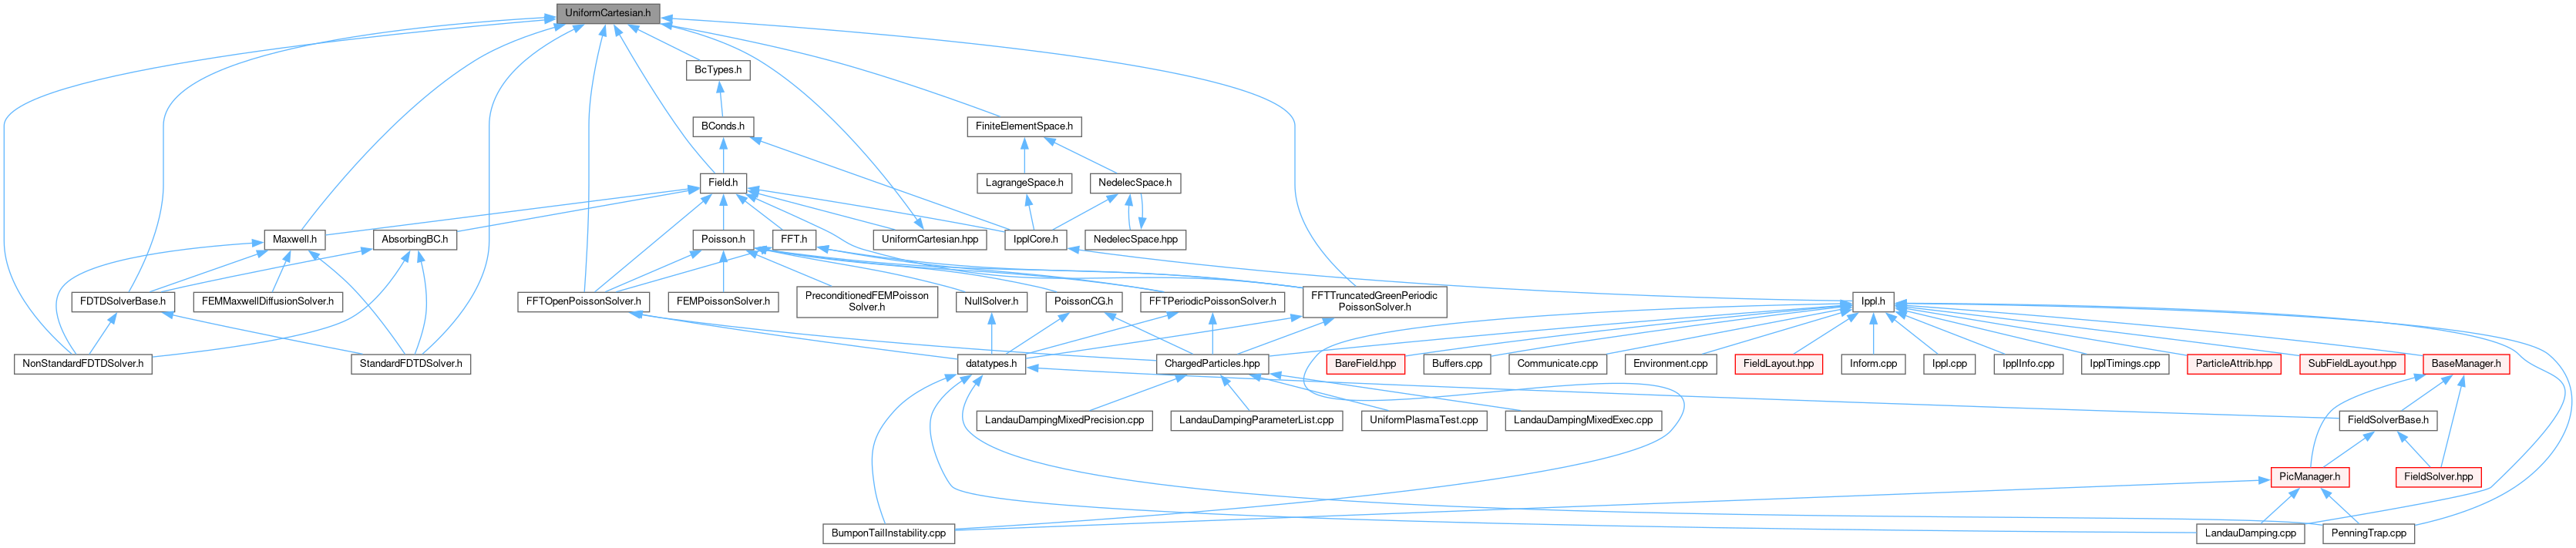 UniformCartesian.h
BcTypes.h
BConds.h
FiniteElementSpace.h
Field.h
LagrangeSpace.h
NedelecSpace.h
Maxwell.h
AbsorbingBC.h
Poisson.h
FFT.h
UniformCartesian.hpp
IpplCore.h
NedelecSpace.hpp
FDTDSolverBase.h
FEMMaxwellDiffusionSolver.h
FFTOpenPoissonSolver.h
FEMPoissonSolver.h
PreconditionedFEMPoisson
Solver.h
NullSolver.h
PoissonCG.h
FFTPeriodicPoissonSolver.h
FFTTruncatedGreenPeriodic
PoissonSolver.h
Ippl.h
NonStandardFDTDSolver.h
StandardFDTDSolver.h
datatypes.h
ChargedParticles.hpp
BareField.hpp
Buffers.cpp
Communicate.cpp
Environment.cpp
FieldLayout.hpp
Inform.cpp
Ippl.cpp
IpplInfo.cpp
IpplTimings.cpp
ParticleAttrib.hpp
SubFieldLayout.hpp
BaseManager.h
LandauDampingMixedPrecision.cpp
LandauDampingParameterList.cpp
UniformPlasmaTest.cpp
LandauDampingMixedExec.cpp
FieldSolverBase.h
PicManager.h
FieldSolver.hpp
BumponTailInstability.cpp
LandauDamping.cpp
PenningTrap.cpp